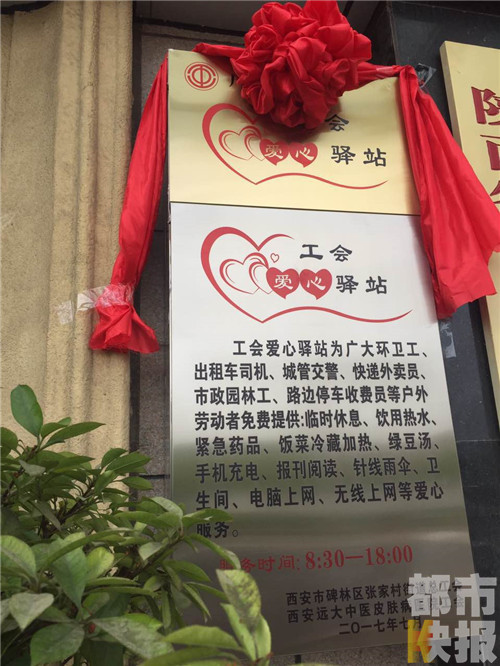 会
爱心 驿站
工会
爱心 驿站
工会爱心驿站为广大环卫工、
出租车司机、城管交警、快递外卖员、
市政园林工、路边停车收费员等户外
劳动者免费提供:临时休息、饮用热水、
紧急药品、饭菜冷藏加热、绿豆汤、
手机充电、报刊阅读、针线雨伞、卫
生间、电脑上网、无线上网等爱心
服务。
服务时间:8:30—18:00
西安市碑林区张家村街
西安远大中医皮肤病
二〇一七年七月
都市
快报